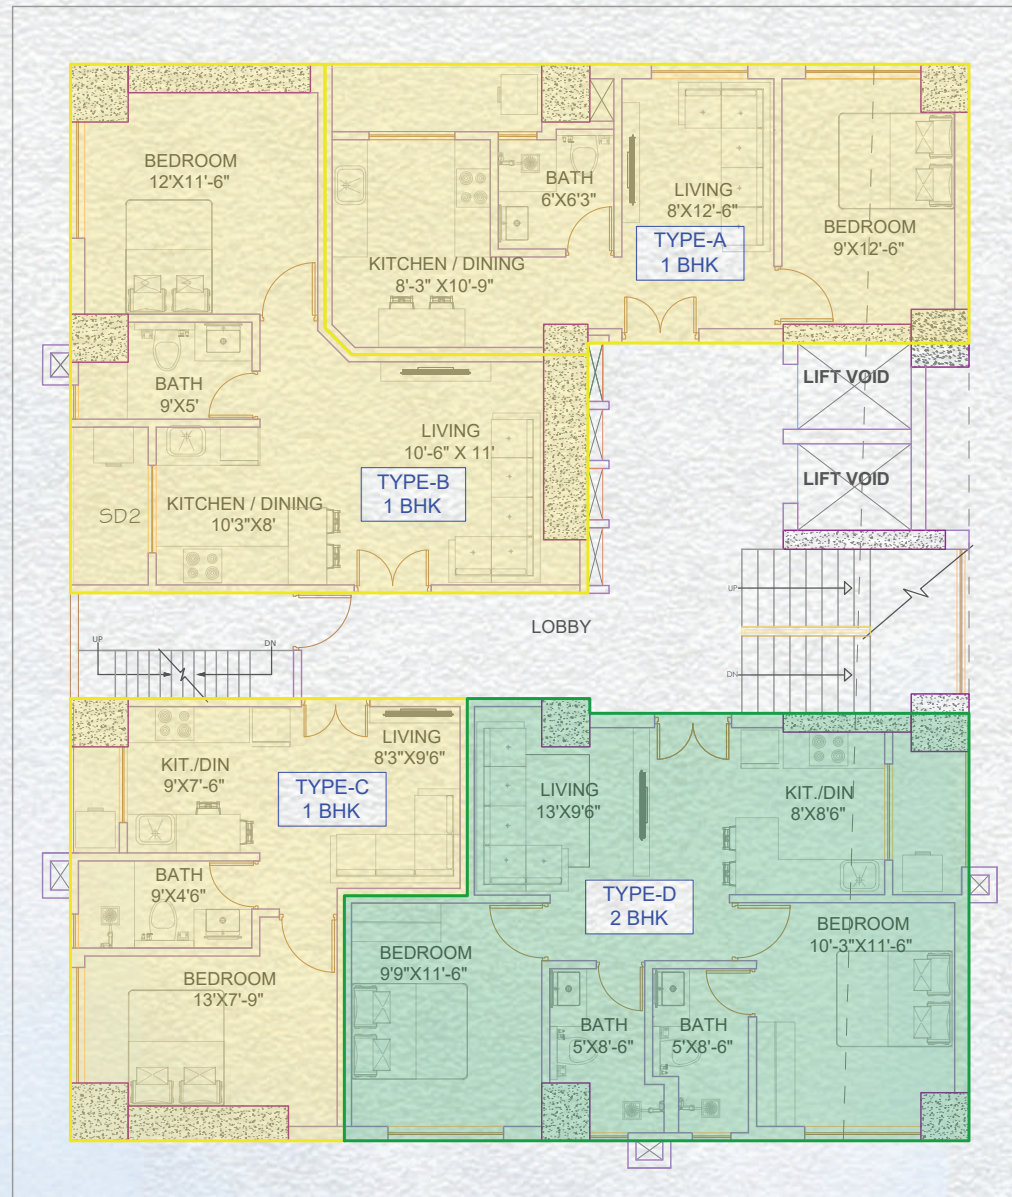 BEDROOM
12'X11'-6"
BATH
6'X6'3"
LIVING
8'X12'-6"
BEDROOM
9'X12'-6"
TYPE-A
1 BHK
KITCHEN / DINING
8'-3" X10'-9"
BATH
9'X5'
LIFT VOID
LIVING
10'-6" X 11'
TYPE-B
1 BHK
LIFT VOID
SD2
KITCHEN / DINING
10'3"X8'
UP
LOBBY
UP
DN
DN
LIVING
8'3"X9'6"
KIT./DIN
9'X7'-6"
TYPE-C
1 BHK
LIVING
13'X9'6"
KIT./DIN
8'X8'6"
BATH
9'X4'6"
TYPE-D
2 BHK
BEDROOM
9'9"X11'-6"
BEDROOM
10'-3"X11'-6"
BEDROOM
13'X7'-9"
BATH
5'X8'-6"
BATH
5'X8'-6"